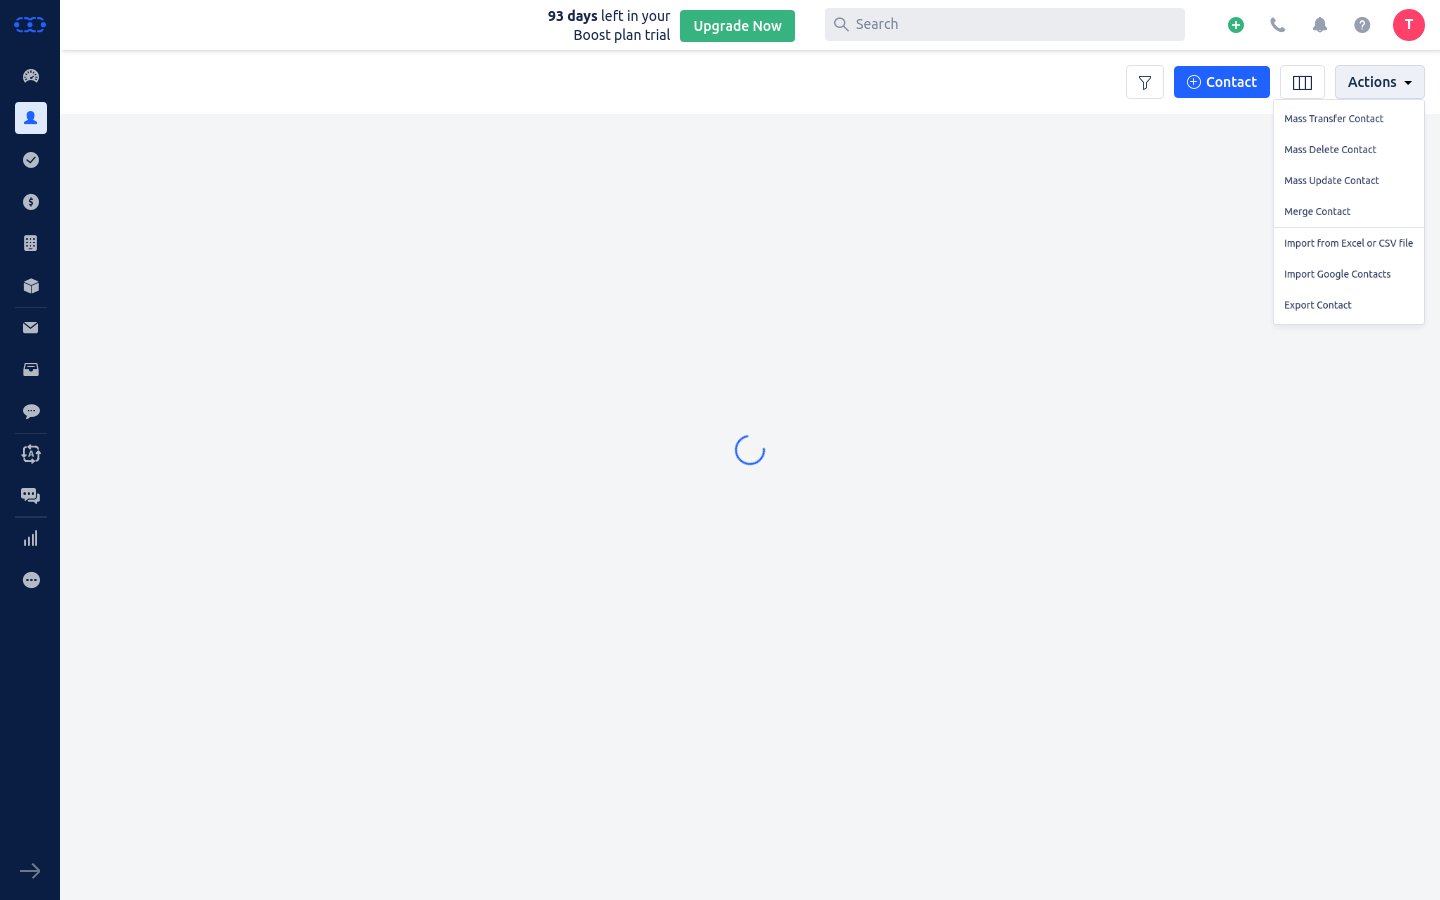 93 days left in your
Boost plan trial
Upgrade Now
Search
T
Contact
Actions
Mass Transfer Contact
Mass Delete Contact
Mass Update Contact
Merge Contact
Import from Excel or CSV file
Import Google Contacts
Export Contact